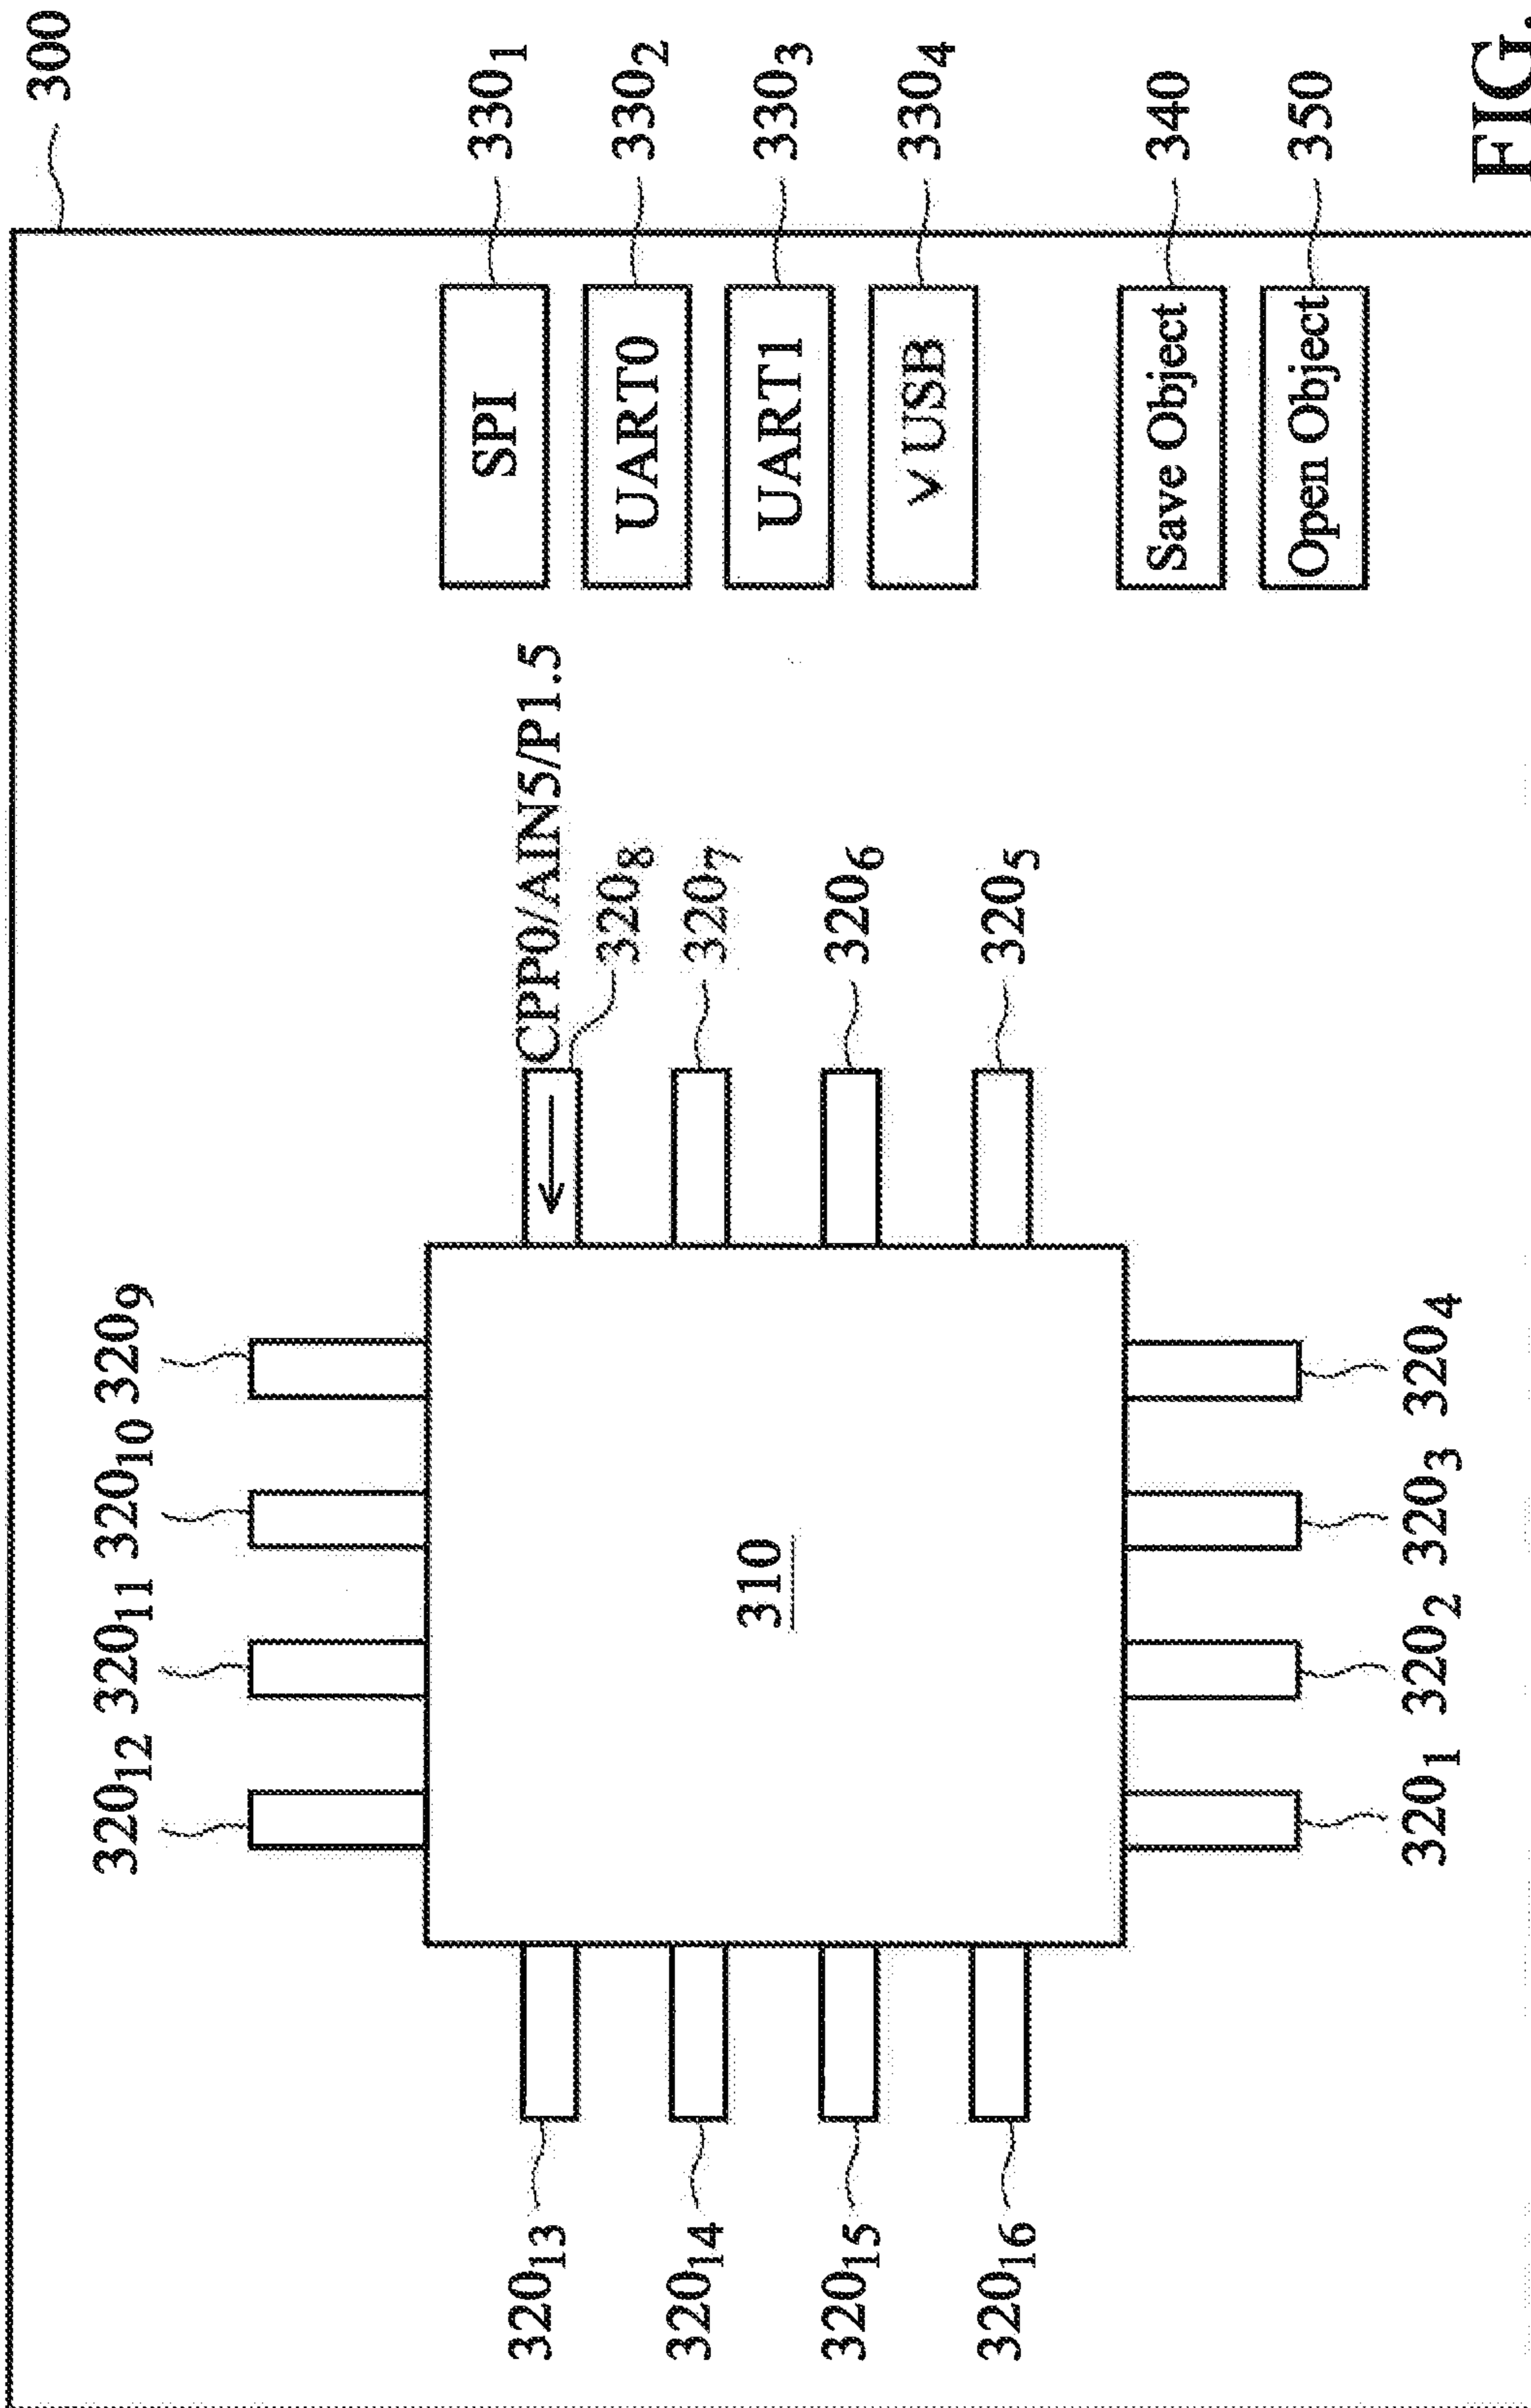 300
320₁₂ 320₁₁ 320₁₀ 320₉
320₁₃
320₁₄
320₁₅
320₁₆
310
CPP0/AIN5/P1.5
320₈
320₇
320₆
320₅
320₁ 320₂ 320₃ 320₄
SPI 330₁
UART0 330₂
UART1 330₃
✓ USB 330₄
Save Object 340
Open Object 350
FIG.